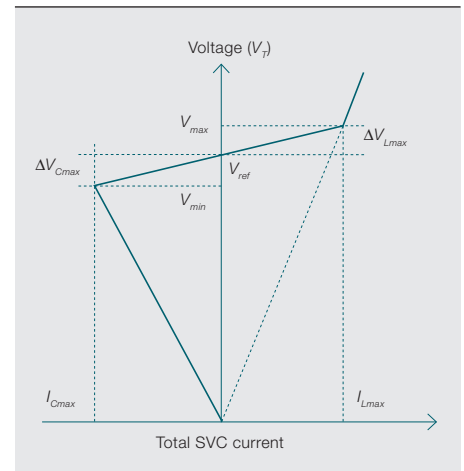 Voltage (V_T)
V_max
ΔV_Lmax
ΔV_Cmax
V_ref
V_min
I_Cmax
I_Lmax
Total SVC current